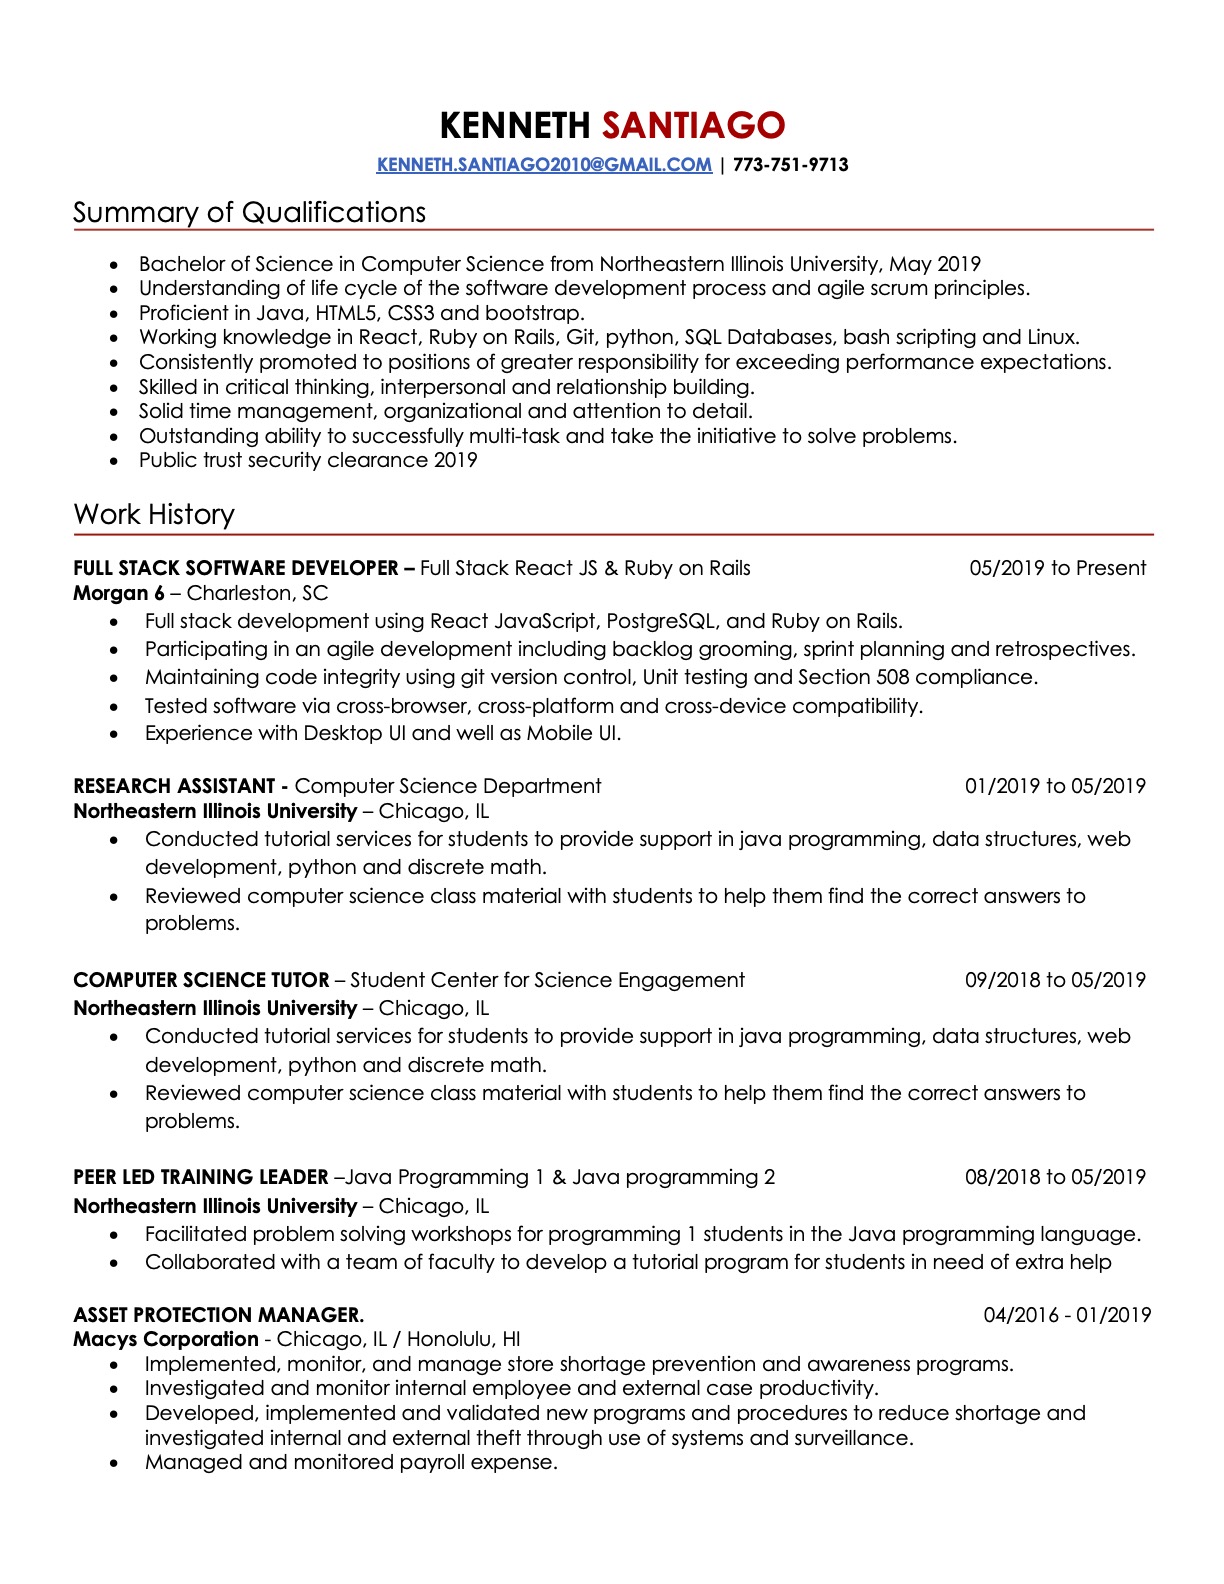 KENNETH SANTIAGO
KENNETH.SANTIAGO2010@GMAIL.COM | 773-751-9713
Summary of Qualifications
• Bachelor of Science in Computer Science from Northeastern Illinois University, May 2019
• Understanding of life cycle of the software development process and agile scrum principles.
• Proficient in Java, HTML5, CSS3 and bootstrap.
• Working knowledge in React, Ruby on Rails, Git, python, SQL Databases, bash scripting and Linux.
• Consistently promoted to positions of greater responsibility for exceeding performance expectations.
• Skilled in critical thinking, interpersonal and relationship building.
• Solid time management, organizational and attention to detail.
• Outstanding ability to successfully multi-task and take the initiative to solve problems.
• Public trust security clearance 2019
Work History
FULL STACK SOFTWARE DEVELOPER – Full Stack React JS & Ruby on Rails 05/2019 to Present
Morgan 6 – Charleston, SC
• Full stack development using React JavaScript, PostgreSQL, and Ruby on Rails.
• Participating in an agile development including backlog grooming, sprint planning and retrospectives.
• Maintaining code integrity using git version control, Unit testing and Section 508 compliance.
• Tested software via cross-browser, cross-platform and cross-device compatibility.
• Experience with Desktop UI and well as Mobile UI.
RESEARCH ASSISTANT - Computer Science Department 01/2019 to 05/2019
Northeastern Illinois University – Chicago, IL
• Conducted tutorial services for students to provide support in java programming, data structures, web
development, python and discrete math.
• Reviewed computer science class material with students to help them find the correct answers to
problems.
COMPUTER SCIENCE TUTOR – Student Center for Science Engagement 09/2018 to 05/2019
Northeastern Illinois University – Chicago, IL
• Conducted tutorial services for students to provide support in java programming, data structures, web
development, python and discrete math.
• Reviewed computer science class material with students to help them find the correct answers to
problems.
PEER LED TRAINING LEADER –Java Programming 1 & Java programming 2 08/2018 to 05/2019
Northeastern Illinois University – Chicago, IL
• Facilitated problem solving workshops for programming 1 students in the Java programming language.
• Collaborated with a team of faculty to develop a tutorial program for students in need of extra help
ASSET PROTECTION MANAGER. 04/2016 - 01/2019
Macys Corporation - Chicago, IL / Honolulu, HI
• Implemented, monitor, and manage store shortage prevention and awareness programs.
• Investigated and monitor internal employee and external case productivity.
• Developed, implemented and validated new programs and procedures to reduce shortage and
investigated internal and external theft through use of systems and surveillance.
• Managed and monitored payroll expense.